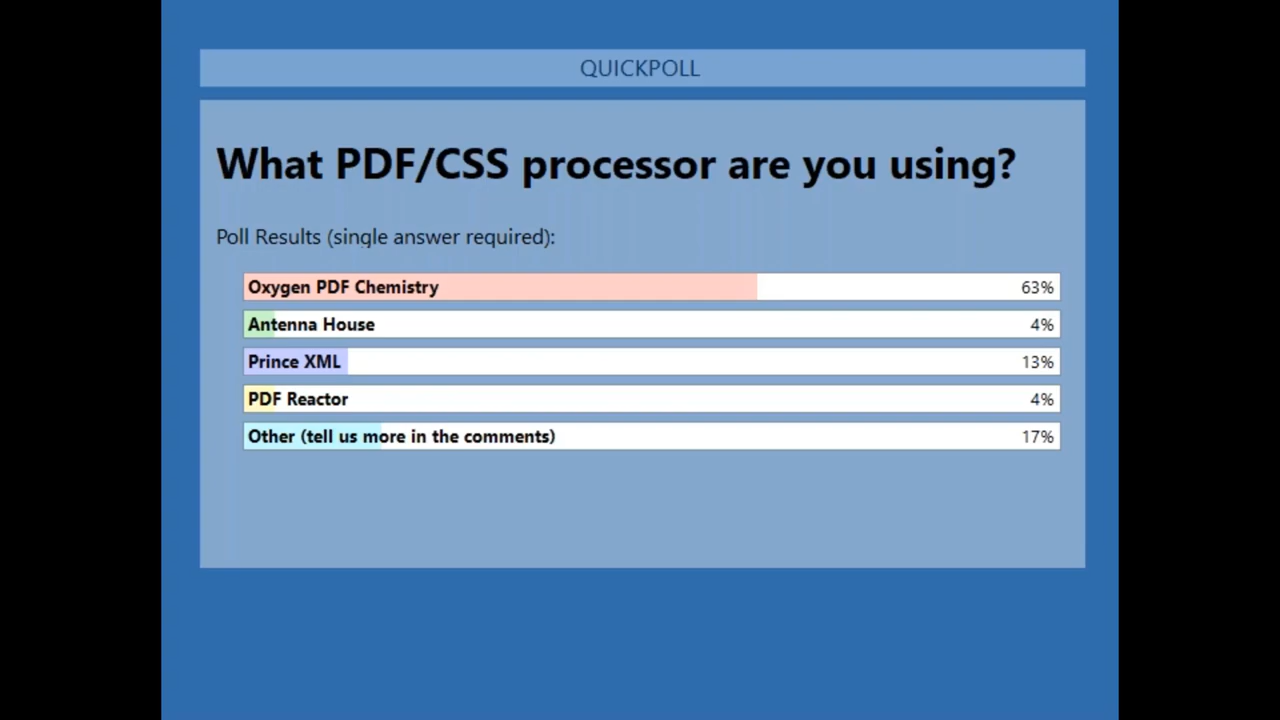 QUICKPOLL
What PDF/CSS processor are you using?
Poll Results (single answer required):
Oxygen PDF Chemistry 63%
Antenna House 4%
Prince XML 13%
PDF Reactor 4%
Other (tell us more in the comments) 17%